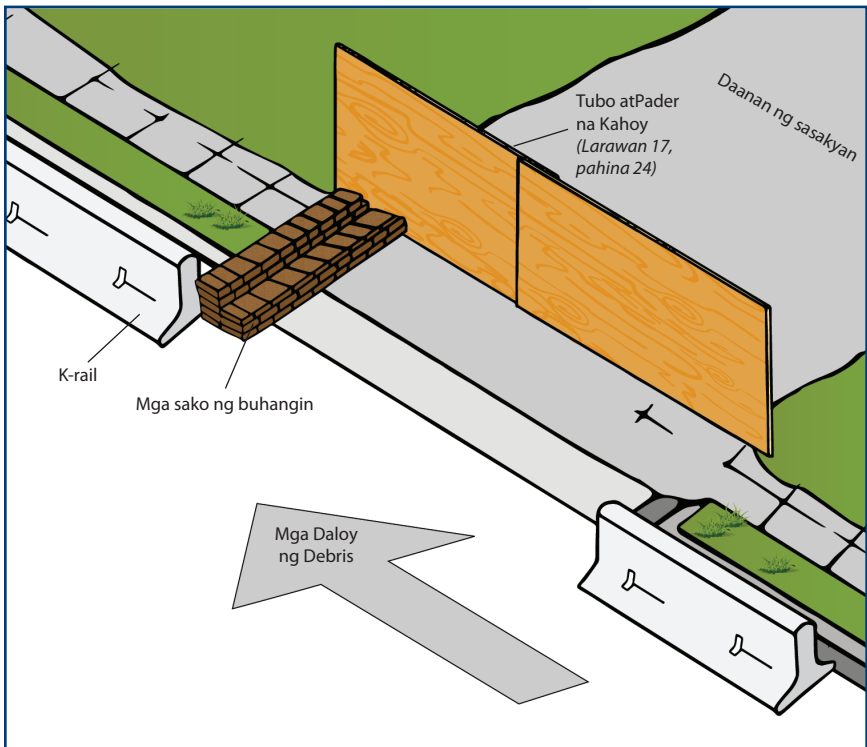 Tubo atPader
na Kahoy
(Larawan 17,
pahina 24)
Daanan ng sasakyan
K-rail
Mga sako ng buhangin
Mga Daloy
ng Debris